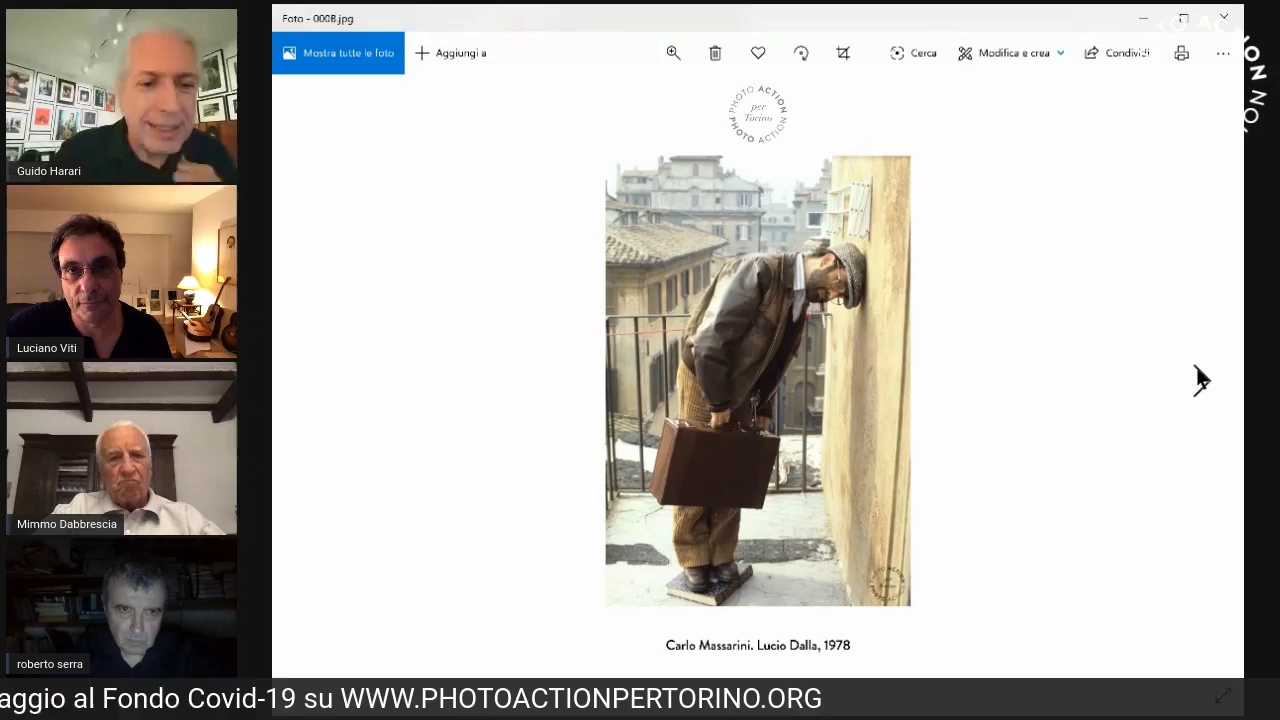 Foto - 000B.jpg
Mostra tutte le foto
Aggiungi a
Cerca
Modifica e crea
Condividi
PHOTO ACTION
per
Torino
PHOTO ACTION
Guido Harari
Luciano Viti
Mimmo Dabbrescia
roberto serra
Carlo Massarini. Lucio Dalla, 1978
aggio al Fondo Covid-19 su WWW.PHOTOACTIONPERTORINO.ORG